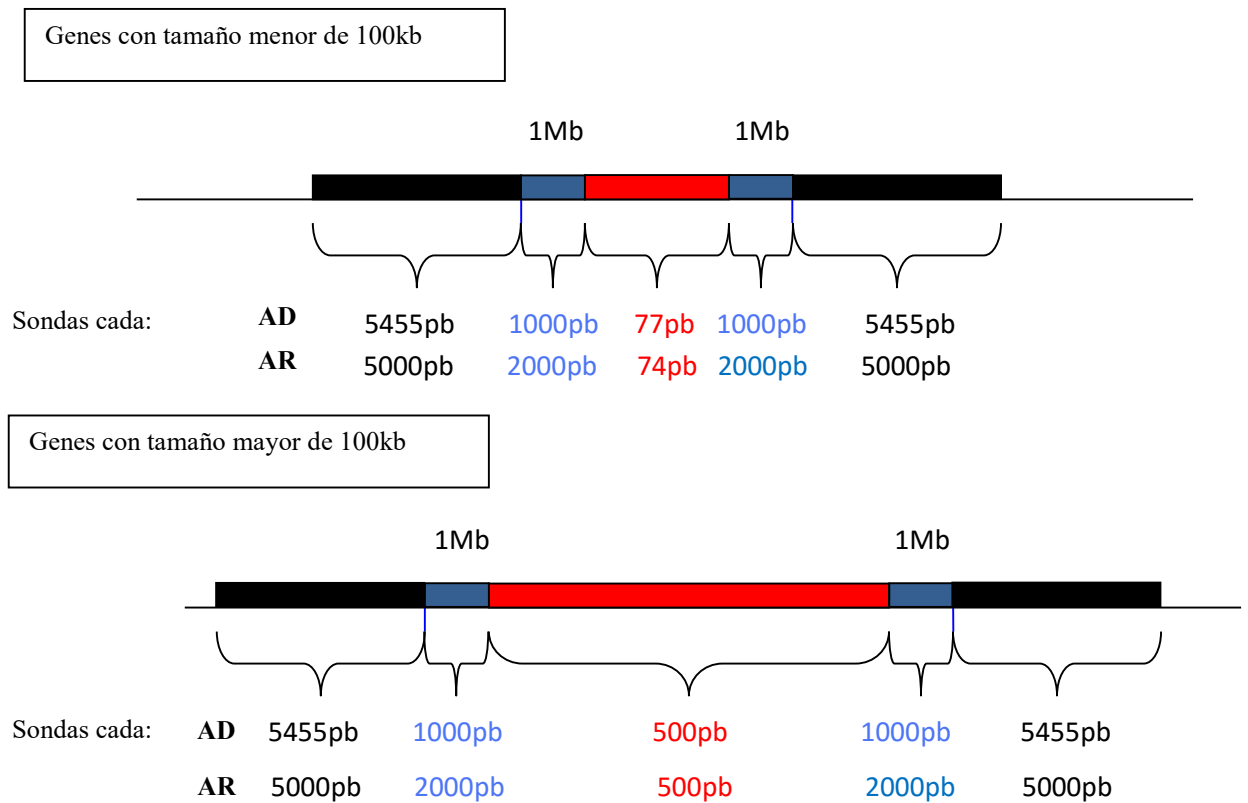 Genes con tamaño menor de 100kb
1Mb 1Mb
Sondas cada: AD 5455pb 1000pb 77pb 1000pb 5455pb
AR 5000pb 2000pb 74pb 2000pb 5000pb
Genes con tamaño mayor de 100kb
1Mb 1Mb
Sondas cada: AD 5455pb 1000pb 500pb 1000pb 5455pb
AR 5000pb 2000pb 500pb 2000pb 5000pb